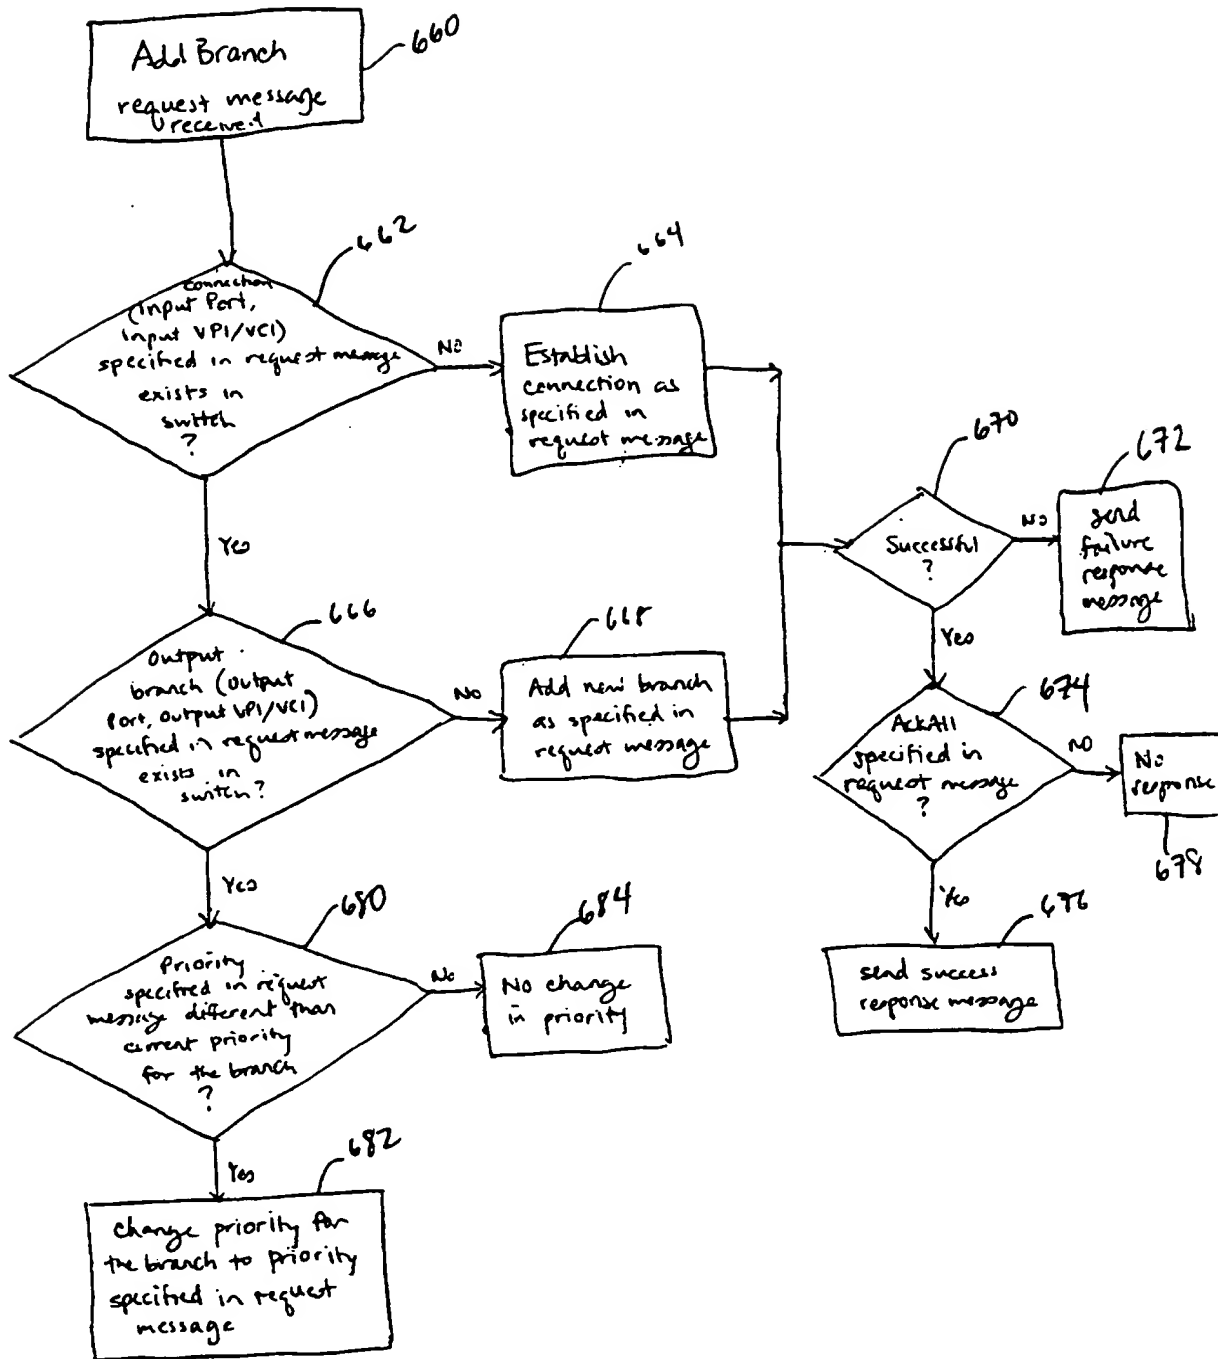 Add Branch
request message
received
660
662
connection
(Input Port,
Input VPI/VCI)
specified in request message
exists in
switch
?
No
664
Establish
connection as
specified in
request message
Yes
666
Output
branch (Output
Port, Output VPI/VCI)
specified in request message
exists in
switch?
No
668
Add new branch
as specified in
request message
670
Successful
?
No
672
send
failure
response
message
Yes
674
AckAll
specified in
request message
?
NO
No
response
678
Yes
676
send success
response message
Yes
680
Priority
specified in request
message different than
current priority
for the branch
?
No
684
No change
in priority
Yes
682
change priority for
the branch to priority
specified in request
message